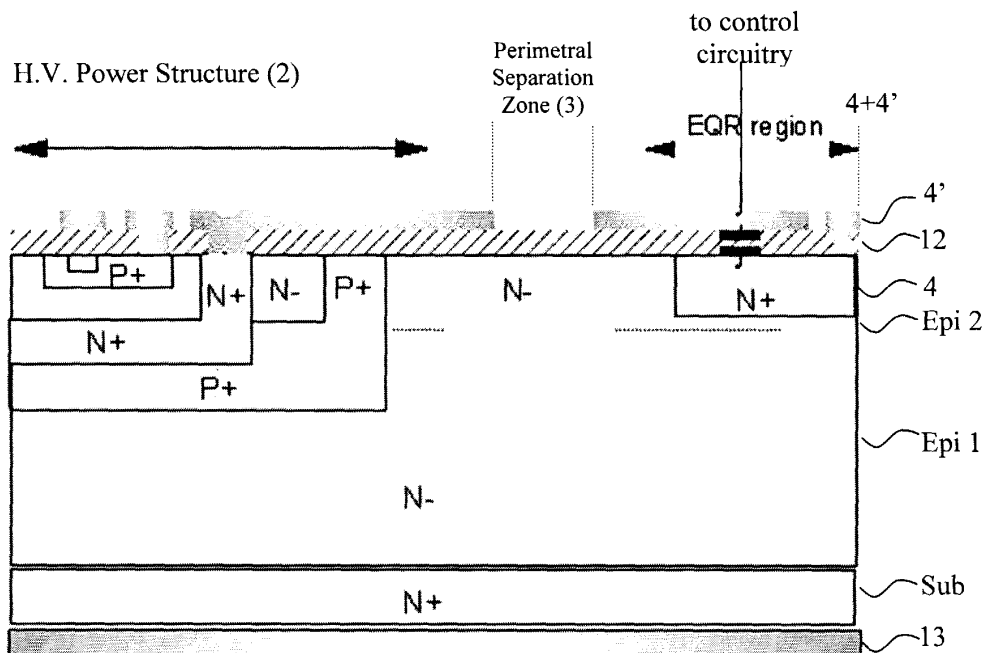 to control
circuitry
H.V. Power Structure (2)
Perimetral
Separation
Zone (3)
4+4’
EQR region
4’
12
P+
N+
N-
P+
N-
N+
4
Epi 2
N+
P+
Epi 1
N-
Sub
N+
13